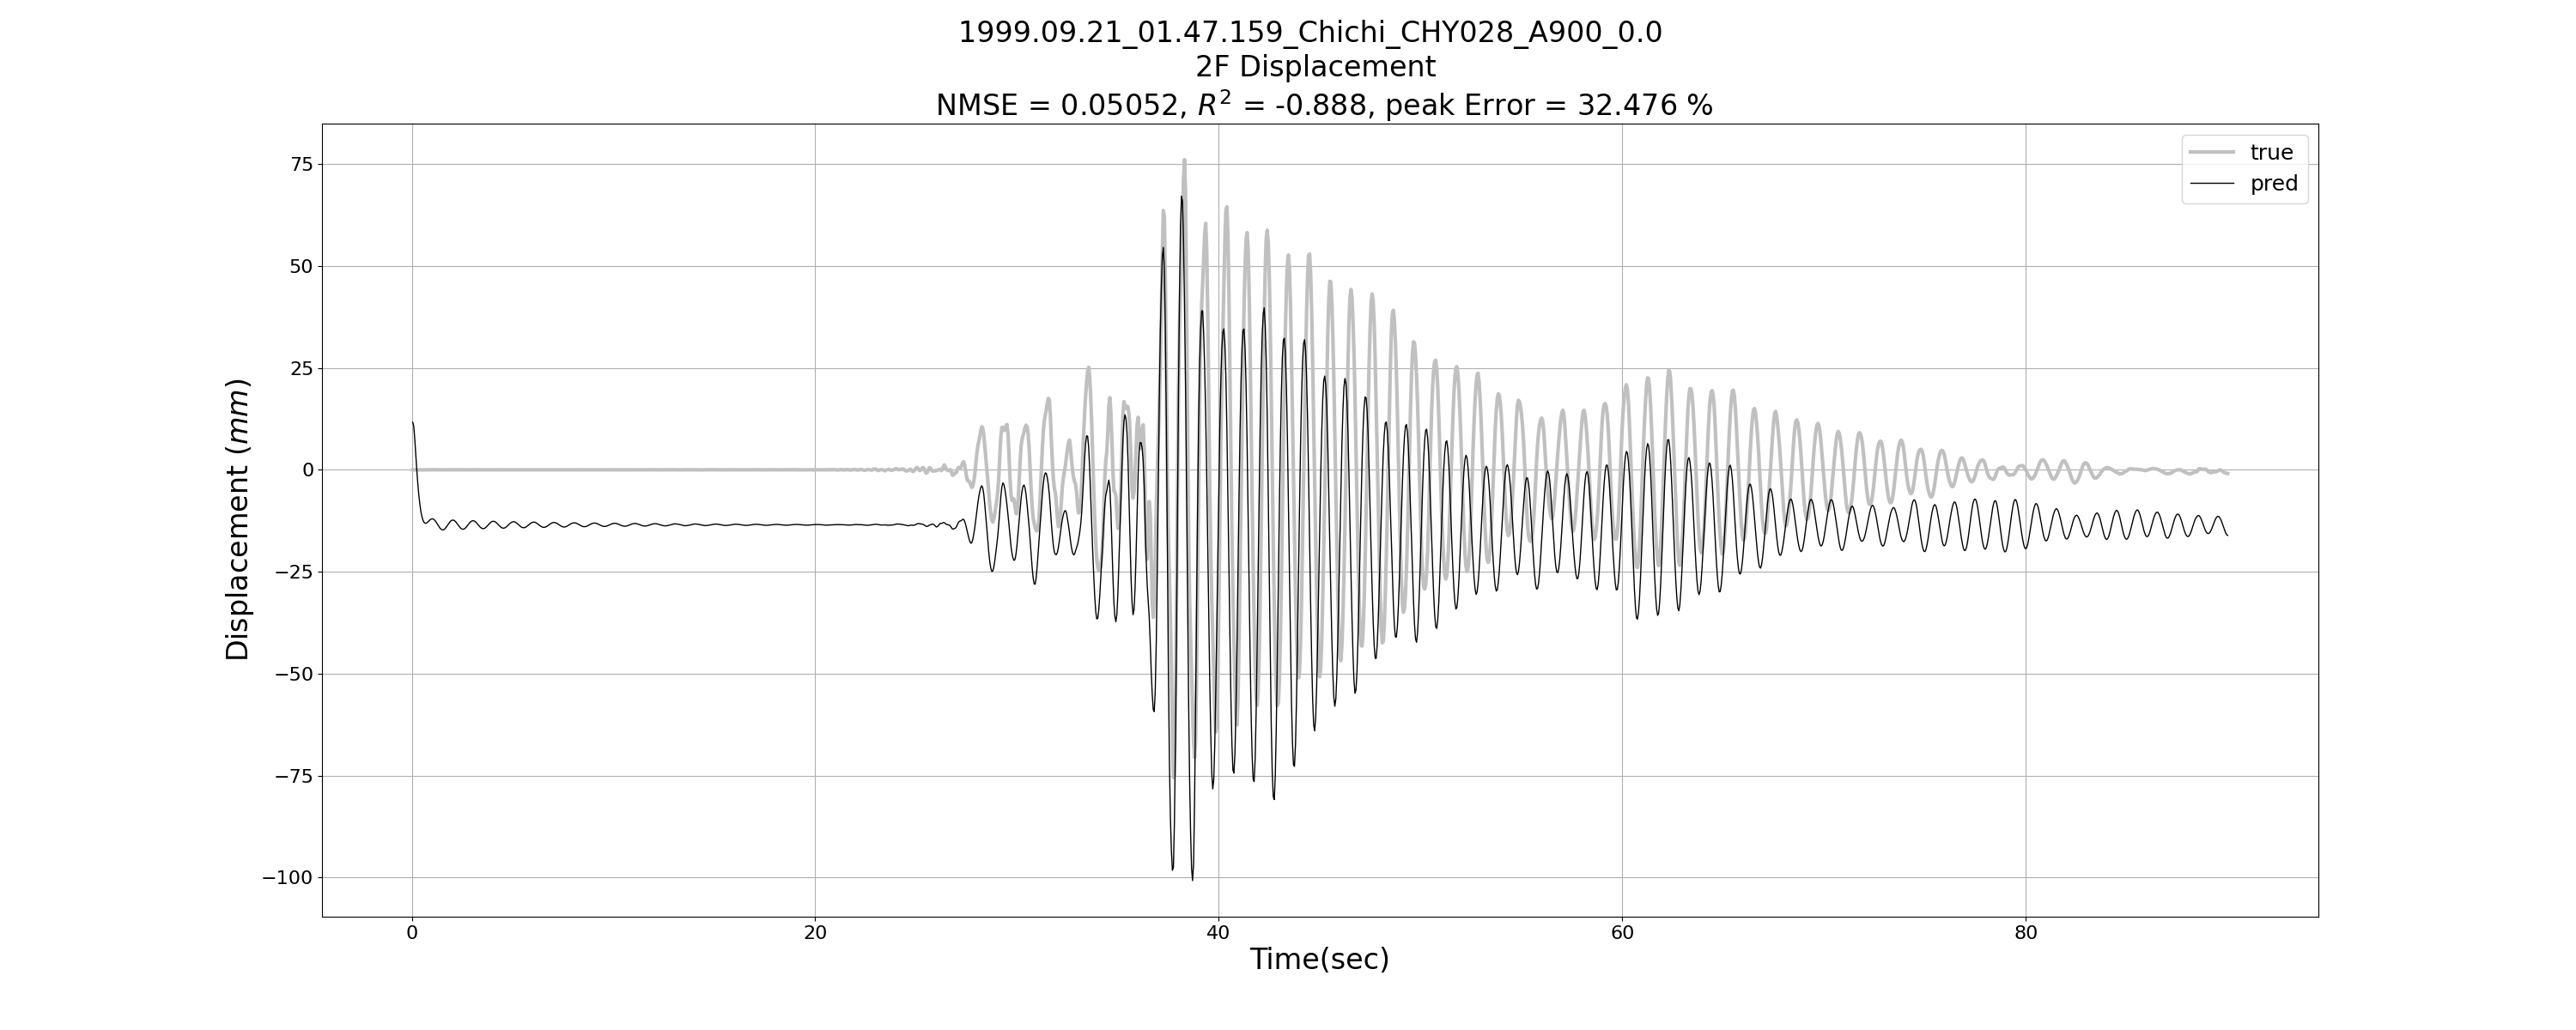 1999.09.21_01.47.159_Chichi_CHY028_A900_0.0
2F Displacement
NMSE = 0.05052, R² = -0.888, peak Error = 32.476 %
true
pred
Displacement (mm)
75
50
25
0
−25
−50
−75
−100
0
20
40
60
80
Time(sec)